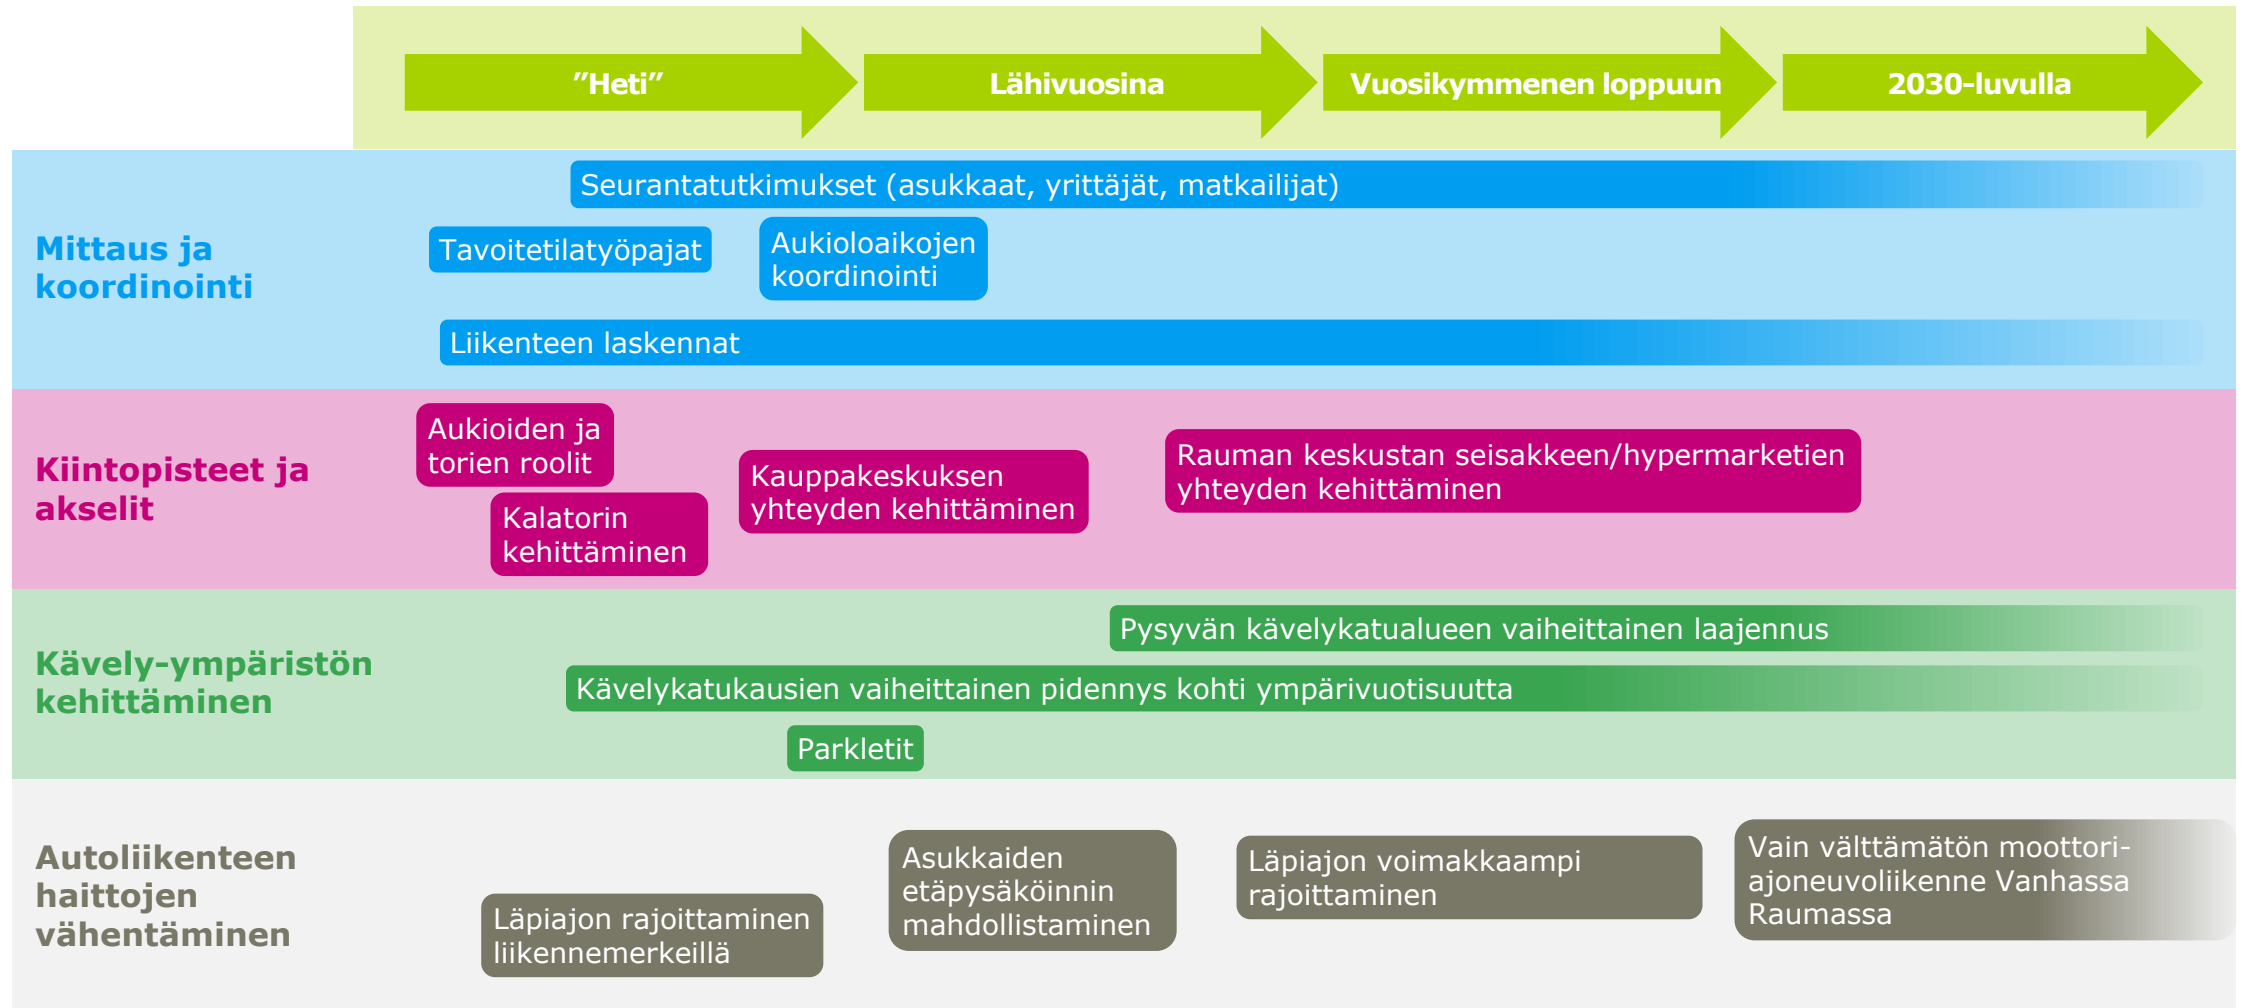 ”Heti”
Lähivuosina
Vuosikymmenen loppuun
2030-luvulla
Mittaus ja
koordinointi
Seurantatutkimukset (asukkaat, yrittäjät, matkailijat)
Tavoitetilatyöpajat
Aukioloaikojen
koordinointi
Liikenteen laskennat
Kiintopisteet ja
akselit
Aukioiden ja
torien roolit
Kalatorin
kehittäminen
Kauppakeskuksen
yhteyden kehittäminen
Rauman keskustan seisakkeen/hypermarketien
yhteyden kehittäminen
Kävely-ympäristön
kehittäminen
Pysyvän kävelykatualueen vaiheittainen laajennus
Kävelykatukausien vaiheittainen pidennys kohti ympärivuotisuutta
Parkletit
Autoliikenteen
haittojen
vähentäminen
Läpiajon rajoittaminen
liikennemerkeillä
Asukkaiden
etäpysäköinnin
mahdollistaminen
Läpiajon voimakkaampi
rajoittaminen
Vain välttämätön moottori-
ajoneuvoliikenne Vanhassa
Raumassa